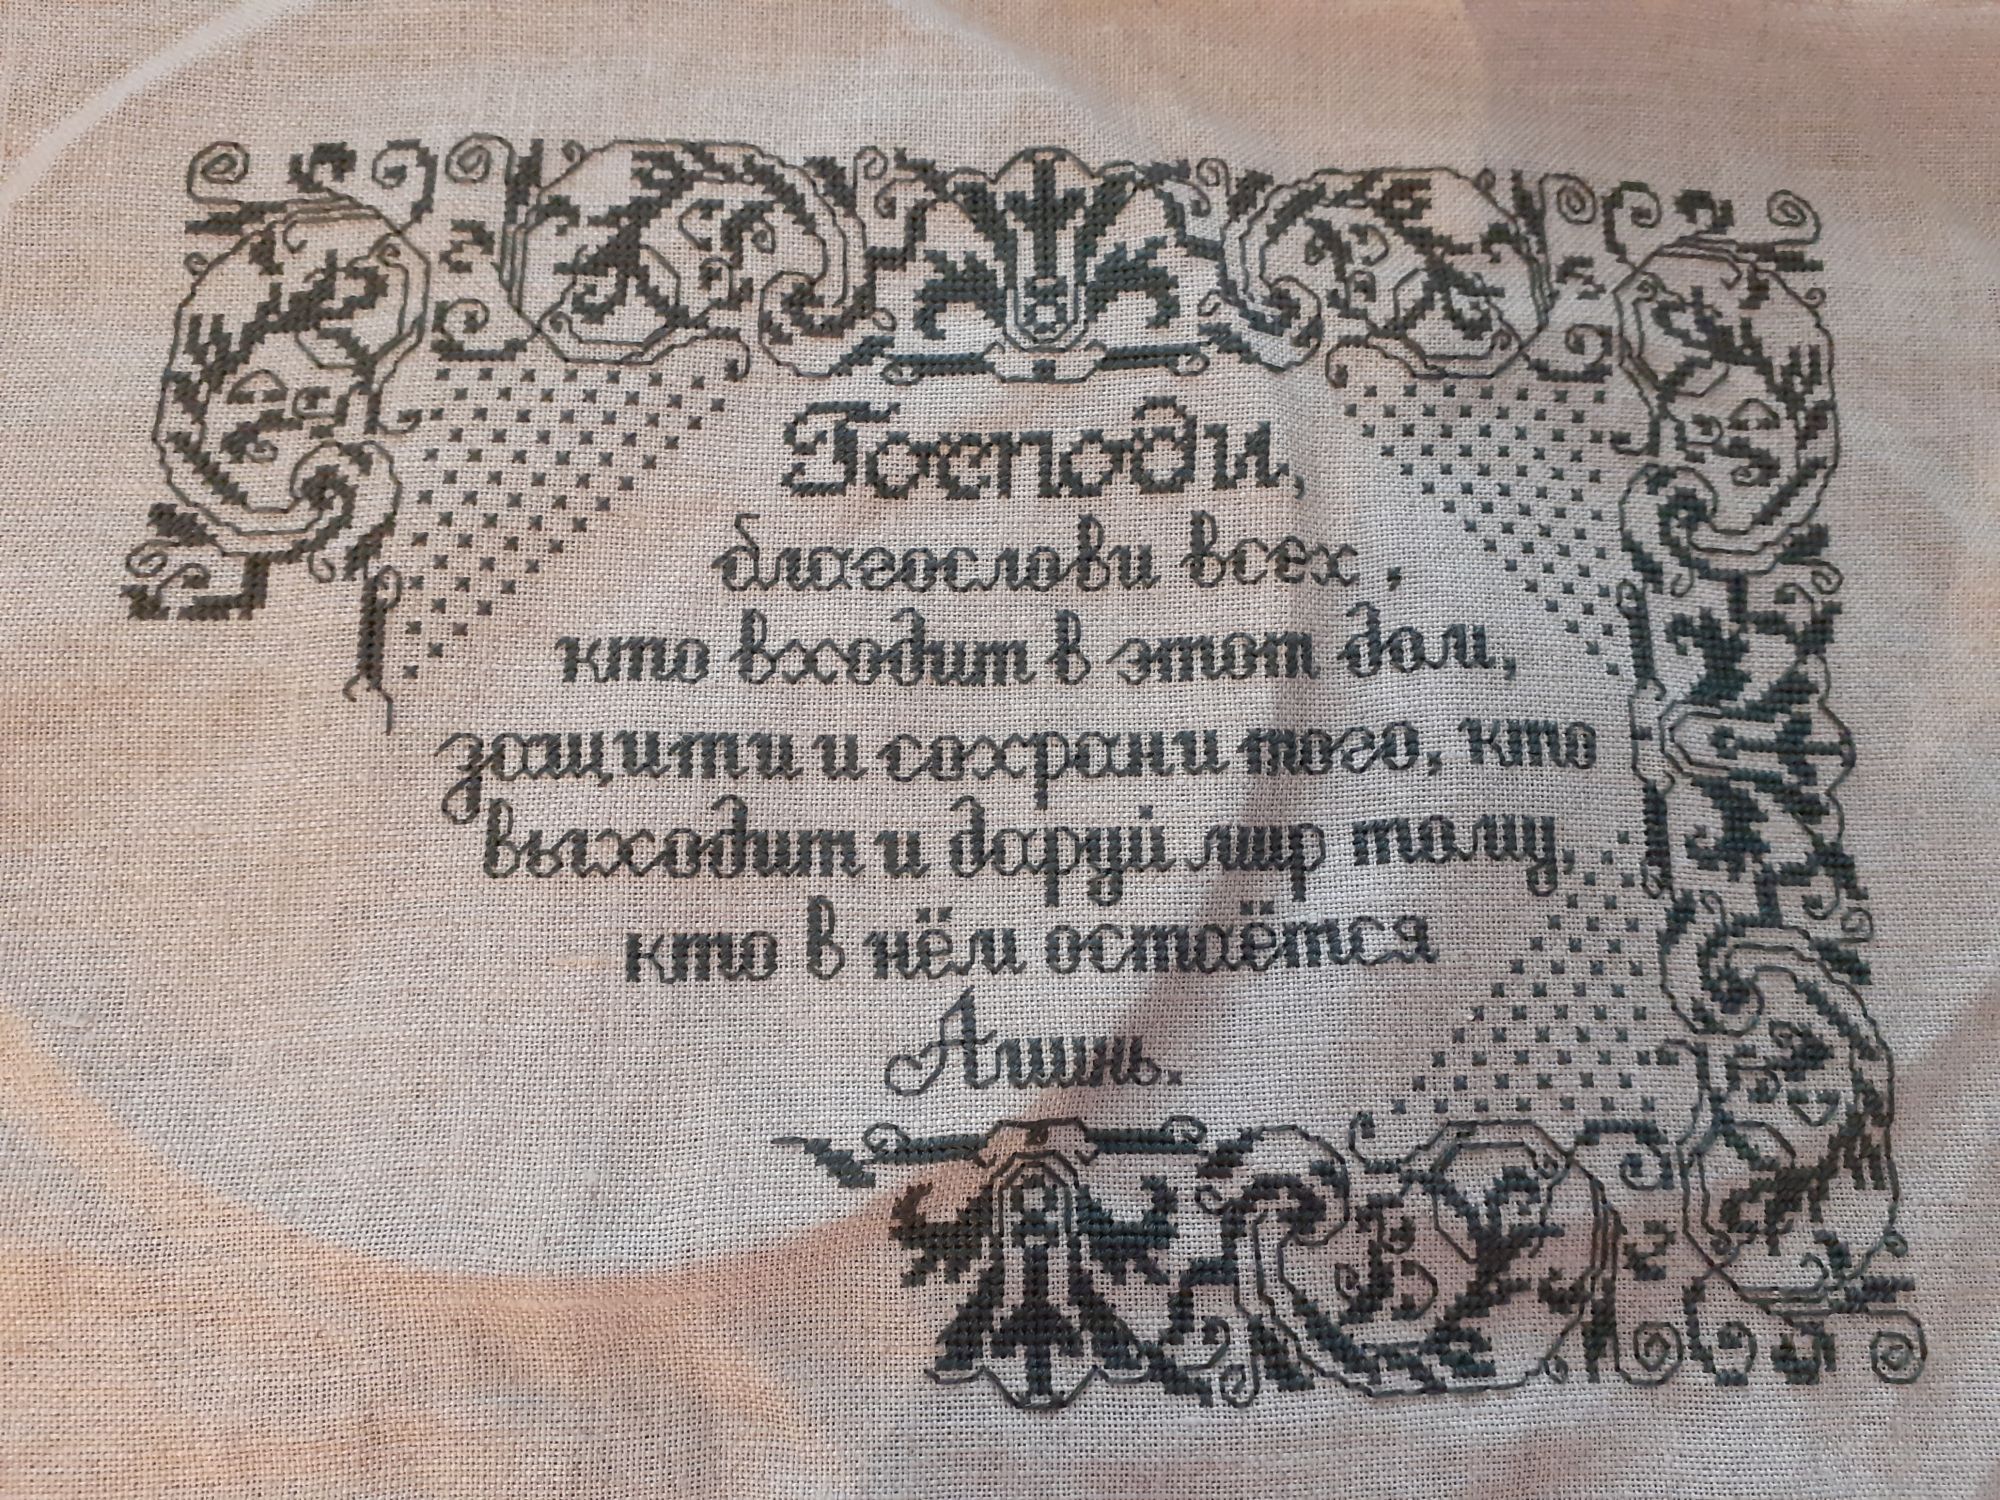 Господи,
благослови всех ,
кто входит в этот дом,
защити и сохрани того, кто
выходит и даруй мир тому,
кто в нём остаётся
Аминь.